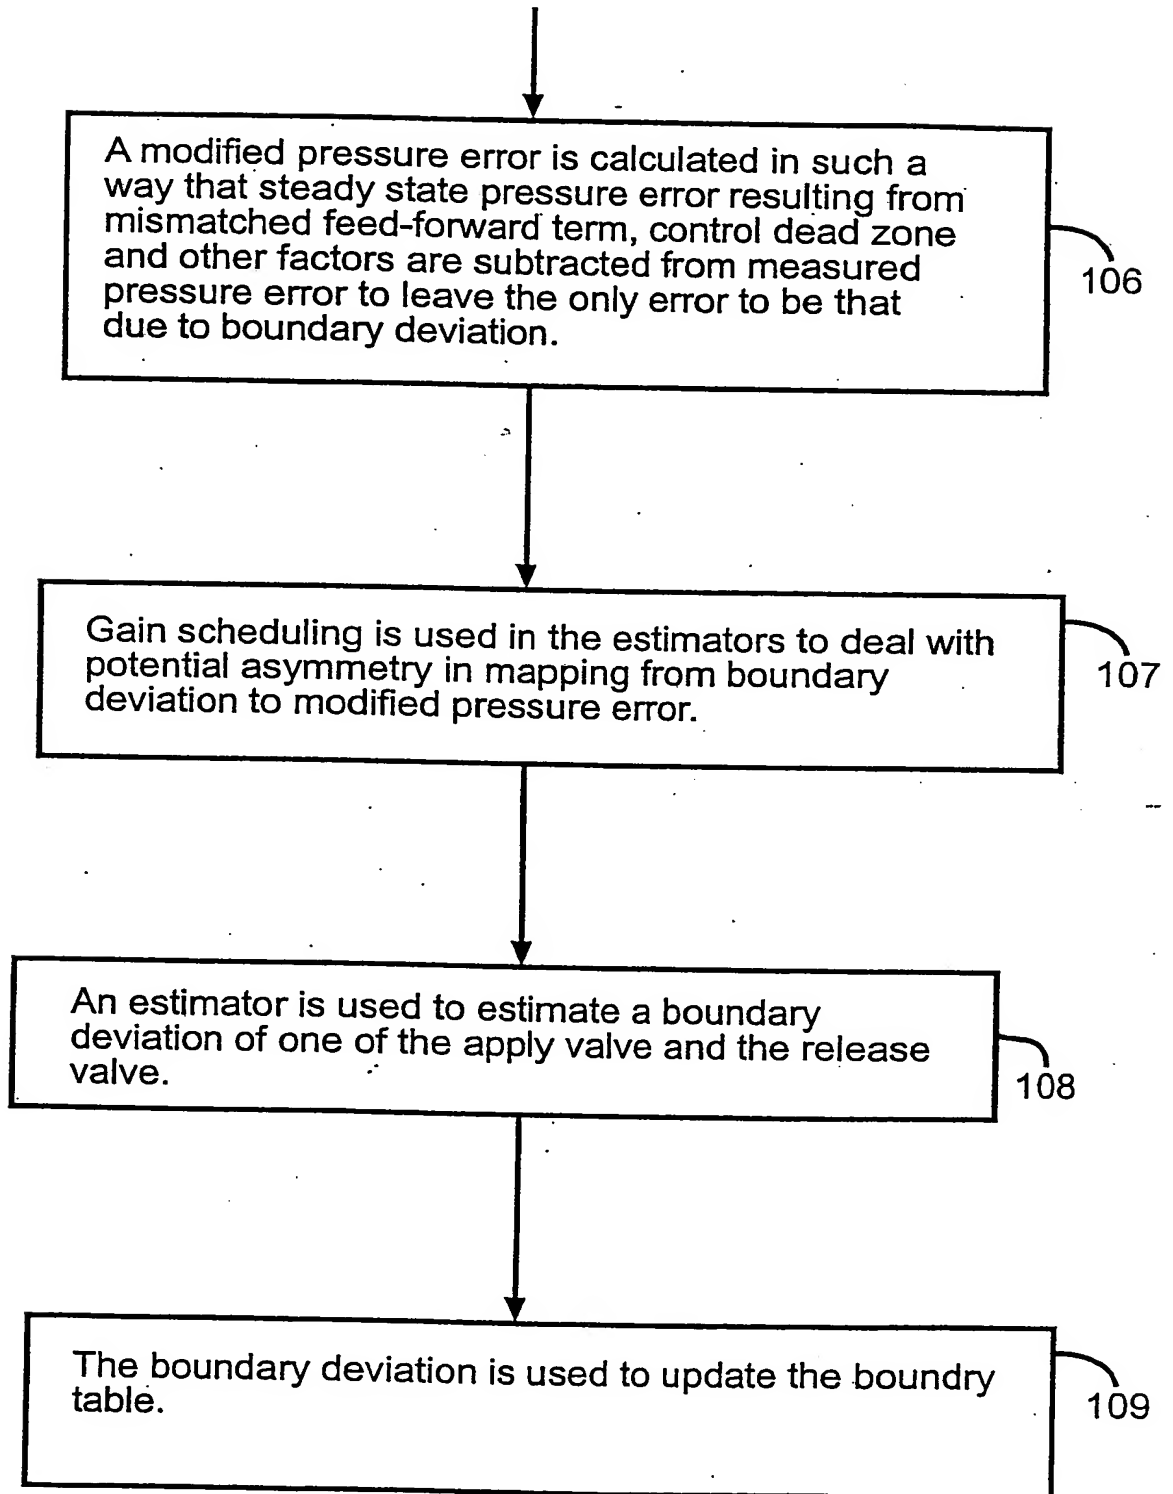 A modified pressure error is calculated in such a
way that steady state pressure error resulting from
mismatched feed-forward term, control dead zone
and other factors are subtracted from measured
pressure error to leave the only error to be that
due to boundary deviation.
106
Gain scheduling is used in the estimators to deal with
potential asymmetry in mapping from boundary
deviation to modified pressure error.
107
An estimator is used to estimate a boundary
deviation of one of the apply valve and the release
valve.
108
The boundary deviation is used to update the boundry
table.
109